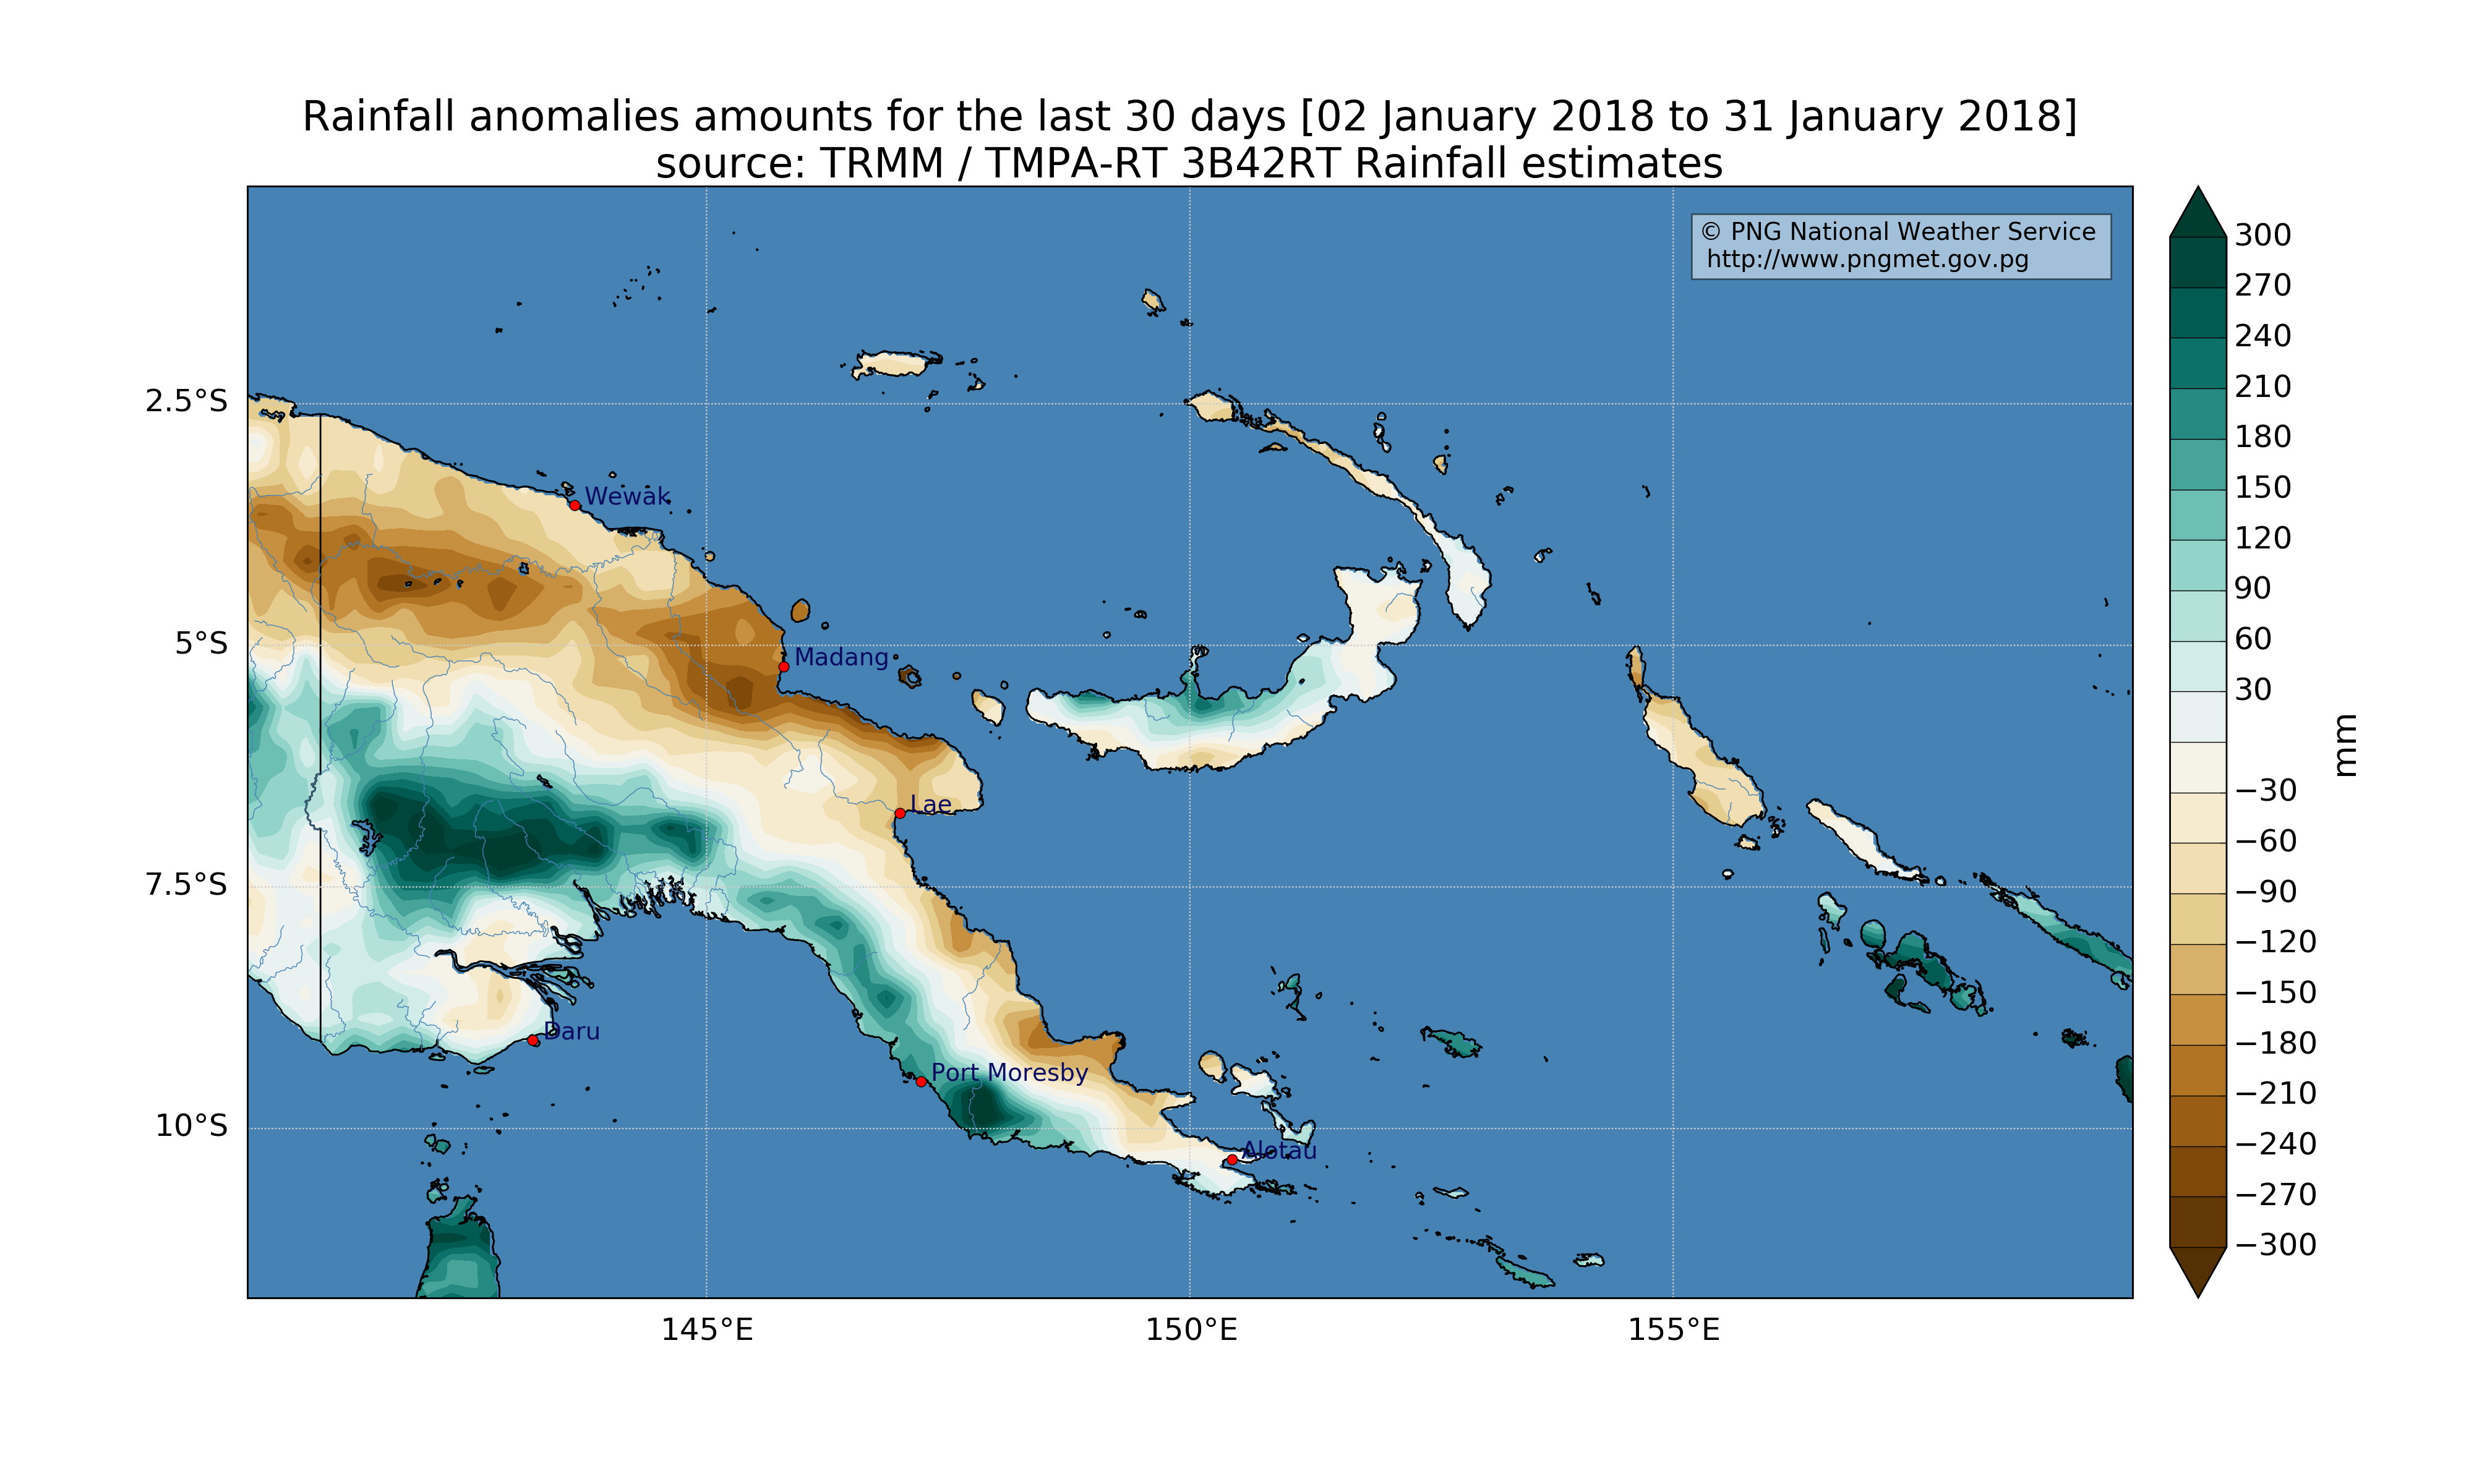 Rainfall anomalies amounts for the last 30 days [02 January 2018 to 31 January 2018]
source: TRMM / TMPA-RT 3B42RT Rainfall estimates
© PNG National Weather Service
http://www.pngmet.gov.pg
2.5°S
5°S
7.5°S
10°S
145°E
150°E
155°E
Wewak
Madang
Lae
Daru
Port Moresby
Alotau
300
270
240
210
180
150
120
90
60
30
−30
−60
−90
−120
−150
−180
−210
−240
−270
−300
mm